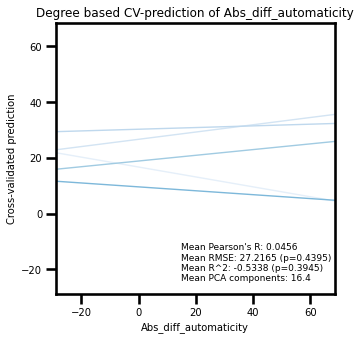 Degree based CV-prediction of Abs_diff_automaticity
60
40
20
0
−20
Cross-validated prediction
Mean Pearson's R: 0.0456
Mean RMSE: 27.2165 (p=0.4395)
Mean R^2: -0.5338 (p=0.3945)
Mean PCA components: 16.4
−20 0 20 40 60
Abs_diff_automaticity